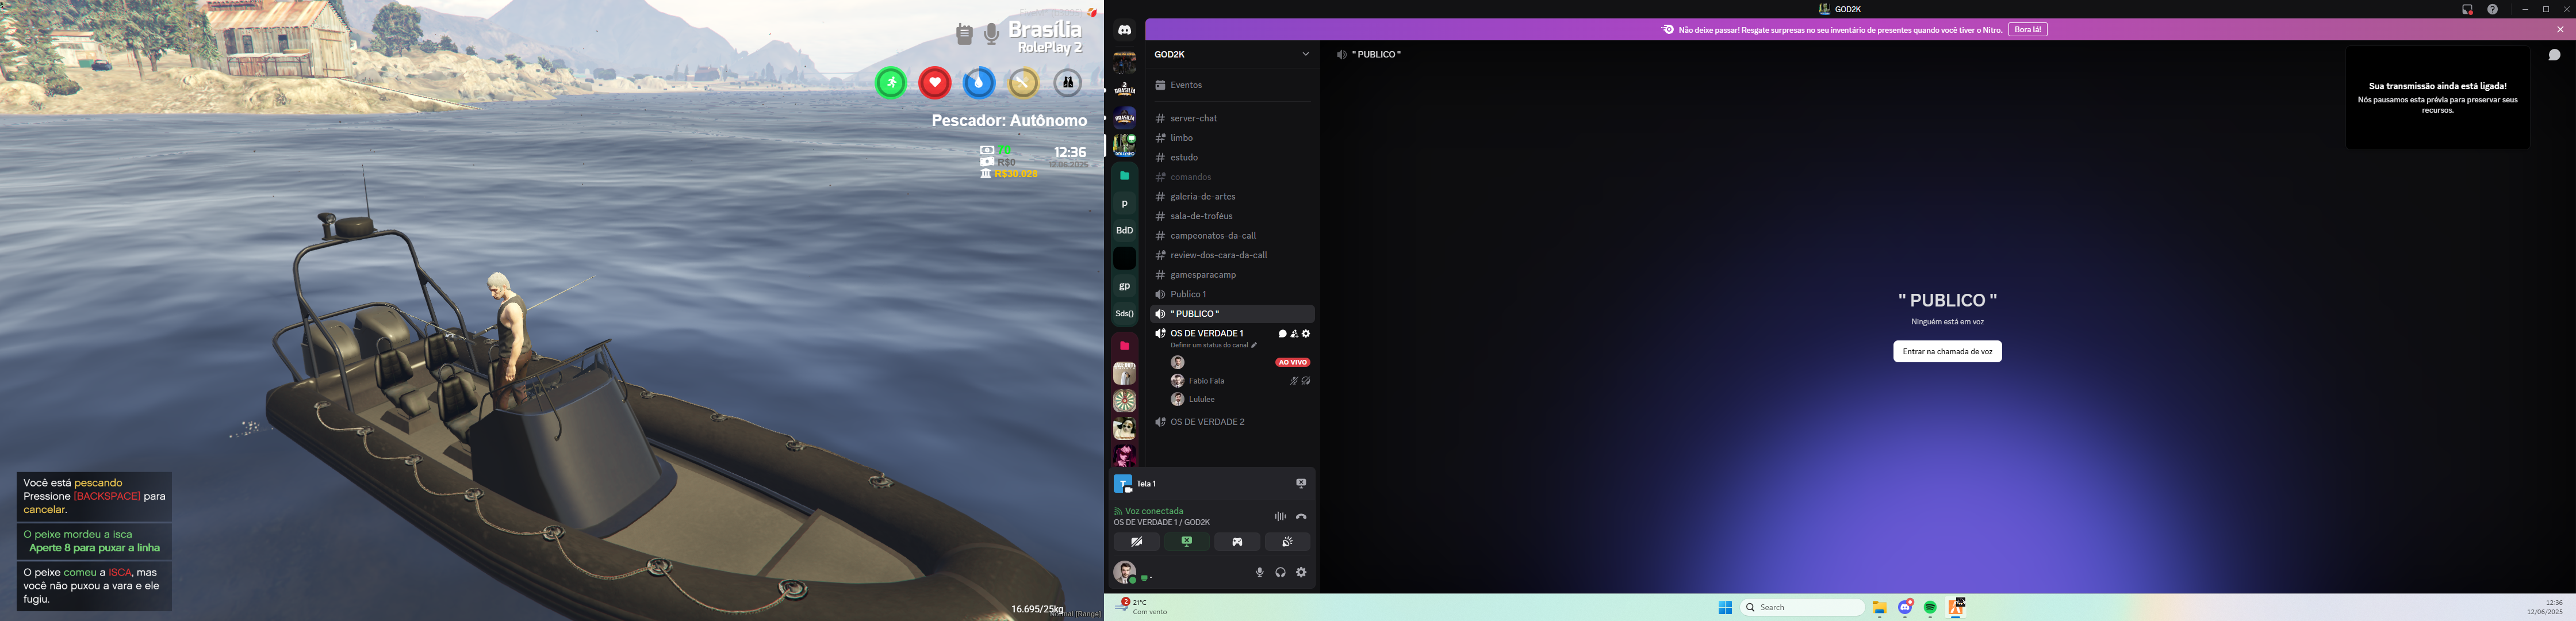 Brasília
RolePlay 2
Pescador: Autônomo
12:36
R$0
12.06.2025
R$30.028
Você está pescando
Pressione [BACKSPACE] para
cancelar.
O peixe mordeu a isca
Aperte 8 para puxar a linha
O peixe comeu a ISCA, mas
você não puxou a vara e ele
fugiu.
16.695/25kg
Normal [Range]
GOD2K
Não deixe passar! Resgate surpresas no seu inventário de presentes quando você tiver o Nitro.
Bora lá!
GOD2K
Eventos
server-chat
limbo
estudo
comandos
galeria-de-artes
sala-de-troféus
campeonatos-da-call
review-dos-cara-da-call
gamesparacamp
Publico 1
" PUBLICO "
OS DE VERDADE 1
Definir um status do canal
AO VIVO
Fabio Fala
Lululee
OS DE VERDADE 2
p
BdD
gp
Sds()
T
Tela 1
Voz conectada
OS DE VERDADE 1 / GOD2K
" PUBLICO "
Sua transmissão ainda está ligada!
Nós pausamos esta prévia para preservar seus
recursos.
" PUBLICO "
Ninguém está em voz
Entrar na chamada de voz
2
21°C
Com vento
Search
12:36
12/06/2025